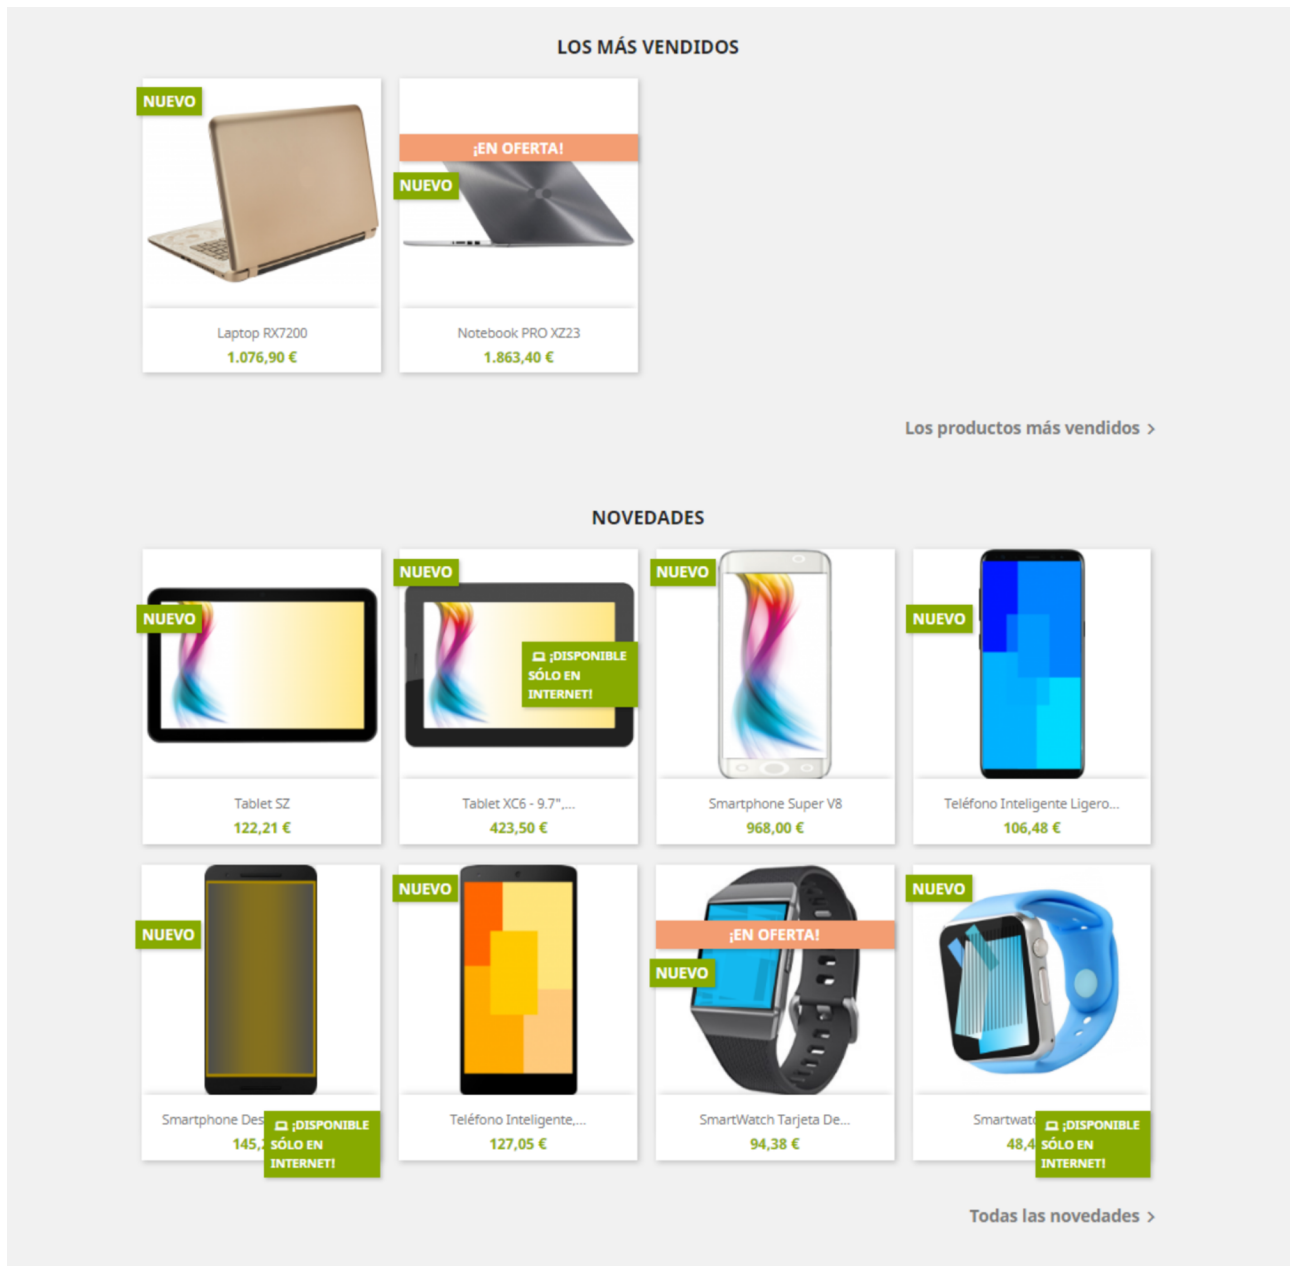 LOS MÁS VENDIDOS
NUEVO
Laptop RX7200
1.076,90 €
¡EN OFERTA!
NUEVO
Notebook PRO XZ23
1.863,40 €
Los productos más vendidos
NOVEDADES
NUEVO
Tablet SZ
122,21 €
NUEVO
¡DISPONIBLE
SÓLO EN
INTERNET!
Tablet XC6 - 9.7",...
423,50 €
NUEVO
Smartphone Super V8
968,00 €
NUEVO
Teléfono Inteligente Ligero...
106,48 €
NUEVO
Smartphone Des
145,
¡DISPONIBLE
SÓLO EN
INTERNET!
NUEVO
Teléfono Inteligente,...
127,05 €
¡EN OFERTA!
NUEVO
SmartWatch Tarjeta De...
94,38 €
NUEVO
Smartwat
48,4
¡DISPONIBLE
SÓLO EN
INTERNET!
Todas las novedades